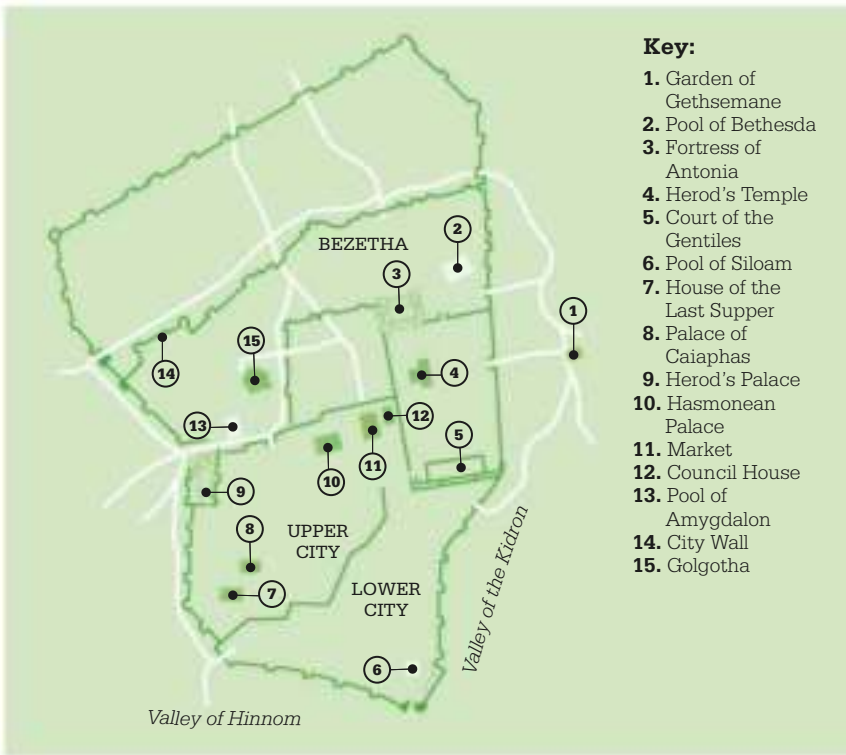 Key:
1. Garden of
Gethsemane
2. Pool of Bethesda
3. Fortress of
Antonia
4. Herod's Temple
5. Court of the
Gentiles
6. Pool of Siloam
7. House of the
Last Supper
8. Palace of
Caiaphas
9. Herod's Palace
10. Hasmonean
Palace
11. Market
12. Council House
13. Pool of
Amygdalon
14. City Wall
15. Golgotha
BEZETHA
2
3
1
15
14
4
12
13
5
11
10
9
8
UPPER
CITY
7
LOWER
CITY
6
Valley of the Kidron
Valley of Hinnom